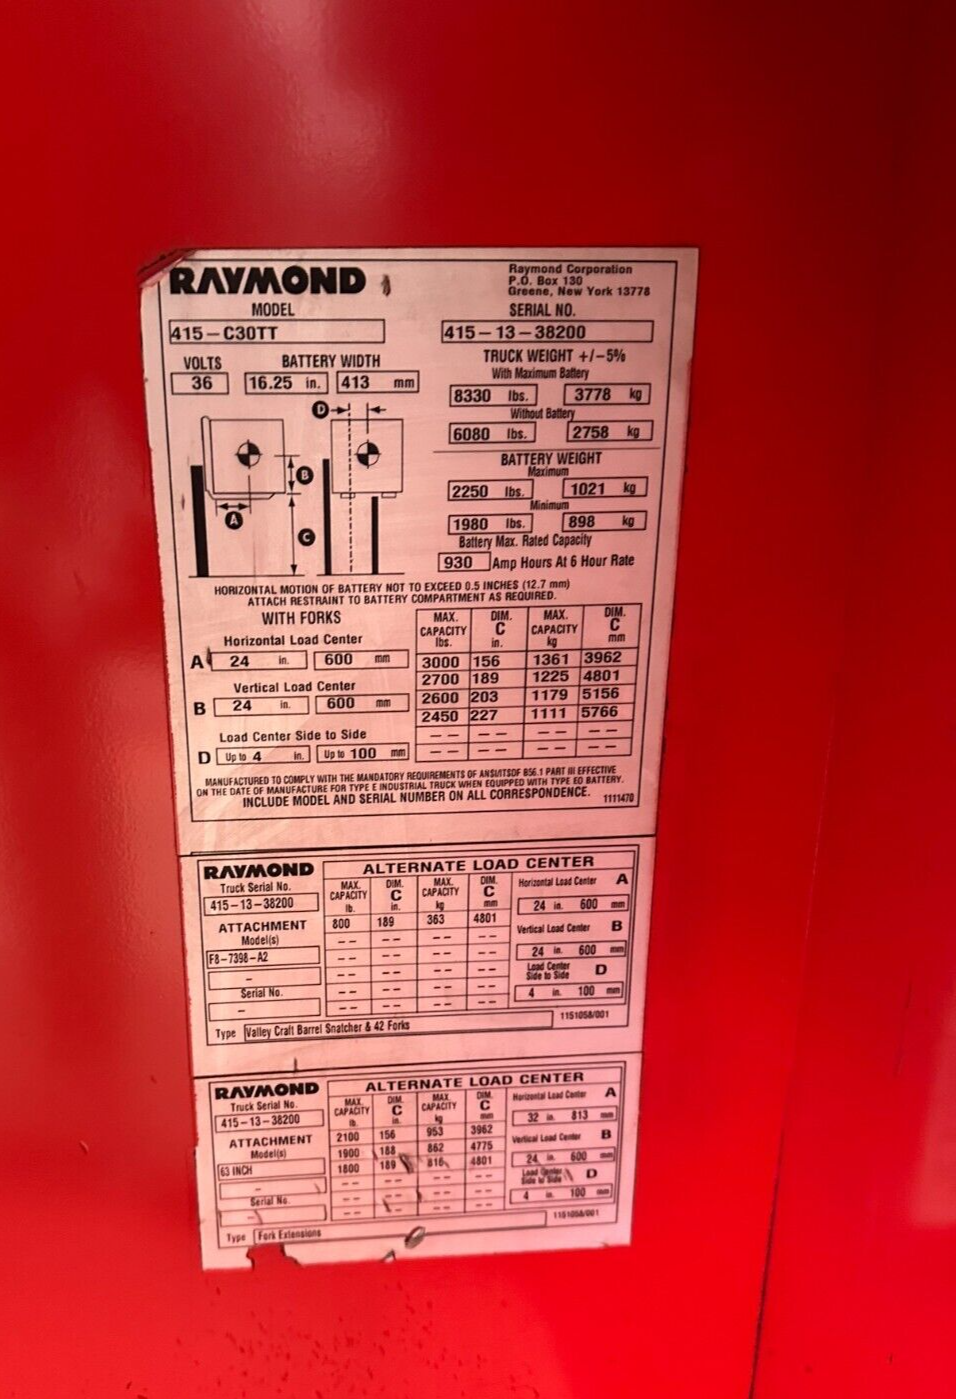 RAYMOND
Raymond Corporation
P.O. Box 130
Greene, New York 13778
MODEL
415-C30TT
SERIAL NO.
415-13-38200
VOLTS
36
BATTERY WIDTH
16.25 in. 413 mm
TRUCK WEIGHT +/-5%
With Maximum Battery
8330 lbs. 3778 kg
Without Battery
6080 lbs. 2758 kg
BATTERY WEIGHT
Maximum
2250 lbs. 1021 kg
Minimum
1980 lbs. 898 kg
Battery Max. Rated Capacity
930 Amp Hours At 6 Hour Rate
D
B
A
C
HORIZONTAL MOTION OF BATTERY NOT TO EXCEED 0.5 INCHES (12.7 mm)
ATTACH RESTRAINT TO BATTERY COMPARTMENT AS REQUIRED.
WITH FORKS
Horizontal Load Center
A 24 in. 600 mm
Vertical Load Center
B 24 in. 600 mm
Load Center Side to Side
D Up to 4 in. Up to 100 mm
MAX. CAPACITY lbs. DIM. C in. MAX. CAPACITY kg DIM. C mm
3000 156 1361 3962
2700 189 1225 4801
2600 203 1179 5156
2450 227 1111 5766
-- -- -- --
-- -- -- --
MANUFACTURED TO COMPLY WITH THE MANDATORY REQUIREMENTS OF ANSI/ITSDF B56.1 PART III EFFECTIVE
ON THE DATE OF MANUFACTURE FOR TYPE E INDUSTRIAL TRUCK WHEN EQUIPPED WITH TYPE EO BATTERY.
INCLUDE MODEL AND SERIAL NUMBER ON ALL CORRESPONDENCE. 1111470
RAYMOND
Truck Serial No.
415-13-38200
ATTACHMENT
Model(s)
F8-7398-A2
-
Serial No.
-
Type Valley Craft Barrel Snatcher & 42 Forks
ALTERNATE LOAD CENTER
MAX. CAPACITY lb. DIM. C in. MAX. CAPACITY kg DIM. C mm
800 189 363 4801
-- -- -- --
-- -- -- --
-- -- -- --
-- -- -- --
-- -- -- --
Horizontal Load Center A
24 in. 600 mm
Vertical Load Center B
24 in. 600 mm
Load Center Side to Side D
4 in. 100 mm
1151058/001
RAYMOND
Truck Serial No.
415-13-38200
ATTACHMENT
Model(s)
63 INCH
-
Serial No.
-
Type Fork Extensions
ALTERNATE LOAD CENTER
MAX. CAPACITY lb. DIM. C in. MAX. CAPACITY kg DIM. C mm
2100 156 953 3962
1900 188 862 4775
1800 189 816 4801
-- -- -- --
-- -- -- --
-- -- -- --
Horizontal Load Center A
32 in. 813 mm
Vertical Load Center B
24 in. 600 mm
Load Center Side to Side D
4 in. 100 mm
1151058/001